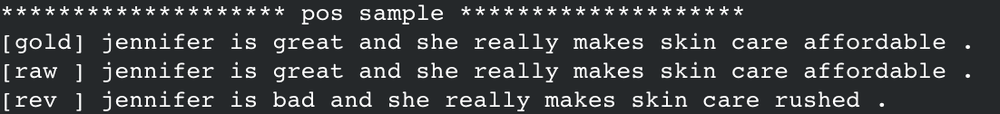 ******************** pos sample ********************
[gold] jennifer is great and she really makes skin care affordable .
[raw ] jennifer is great and she really makes skin care affordable .
[rev ] jennifer is bad and she really makes skin care rushed .